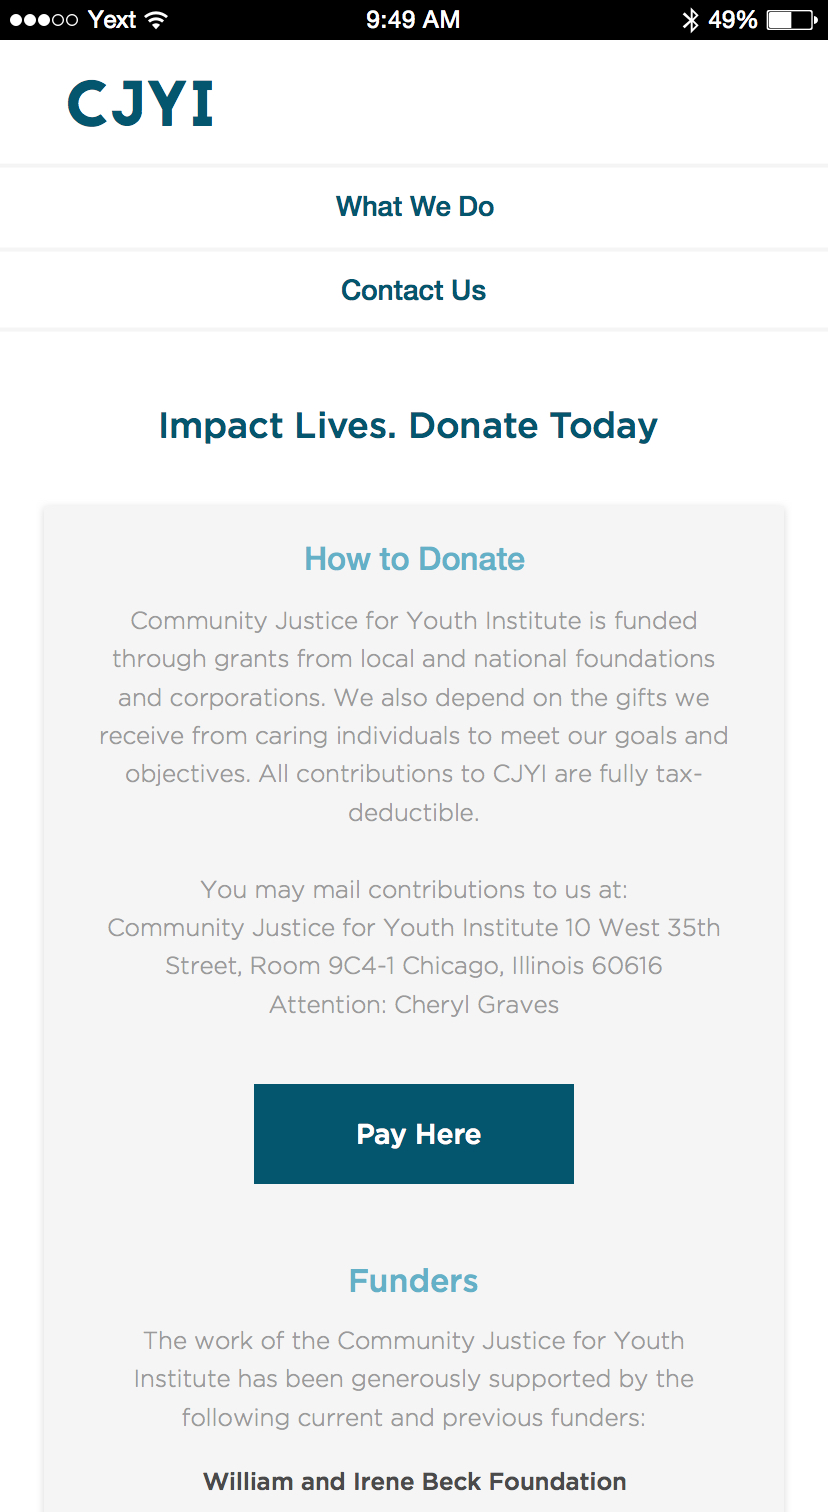 Yext 9:49 AM 49%
CJYI
What We Do
Contact Us
Impact Lives. Donate Today
How to Donate
Community Justice for Youth Institute is funded
through grants from local and national foundations
and corporations. We also depend on the gifts we
receive from caring individuals to meet our goals and
objectives. All contributions to CJYI are fully tax-
deductible.
You may mail contributions to us at:
Community Justice for Youth Institute 10 West 35th
Street, Room 9C4-1 Chicago, Illinois 60616
Attention: Cheryl Graves
Pay Here
Funders
The work of the Community Justice for Youth
Institute has been generously supported by the
following current and previous funders:
William and Irene Beck Foundation